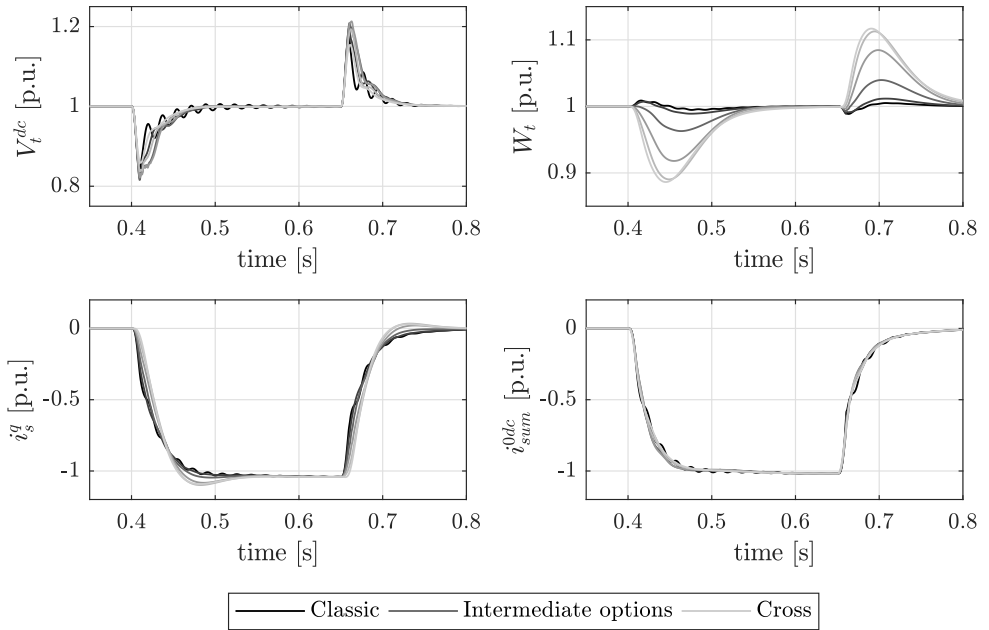 1.2
1
0.8
V_t^{dc} [p.u.]
0.4 0.5 0.6 0.7 0.8
time [s]
1.1
1
0.9
W_t [p.u.]
0.4 0.5 0.6 0.7 0.8
time [s]
0
-0.5
-1
i_s^q [p.u.]
0.4 0.5 0.6 0.7 0.8
time [s]
0
-0.5
-1
i_{sum}^{0dc} [p.u.]
0.4 0.5 0.6 0.7 0.8
time [s]
Classic Intermediate options Cross